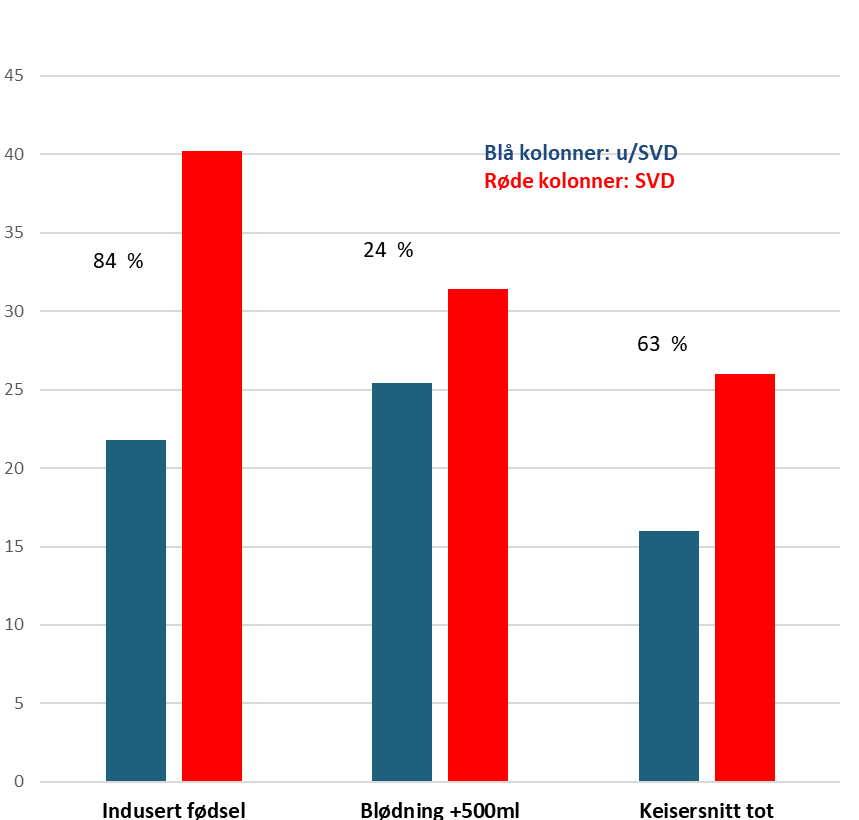 45
40
35
30
25
20
15
10
5
0
Blå kolonner: u/SVD
Røde kolonner: SVD
84 %
24 %
63 %
Indusert fødsel
Blødning +500ml
Keisersnitt tot